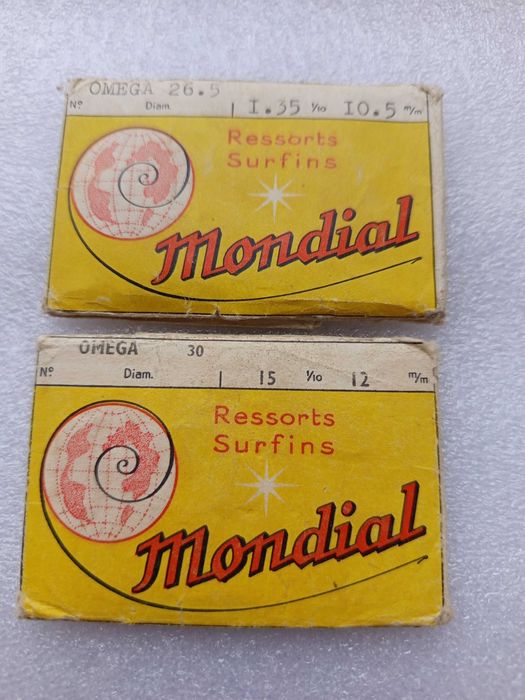 OMEGA 26.5
Nº Diam. 1.35 1/10 10.5 m/m
Ressorts
Surfins
Mondial
OMEGA 30
Nº Diam. 15 1/10 12 m/m
Ressorts
Surfins
Mondial